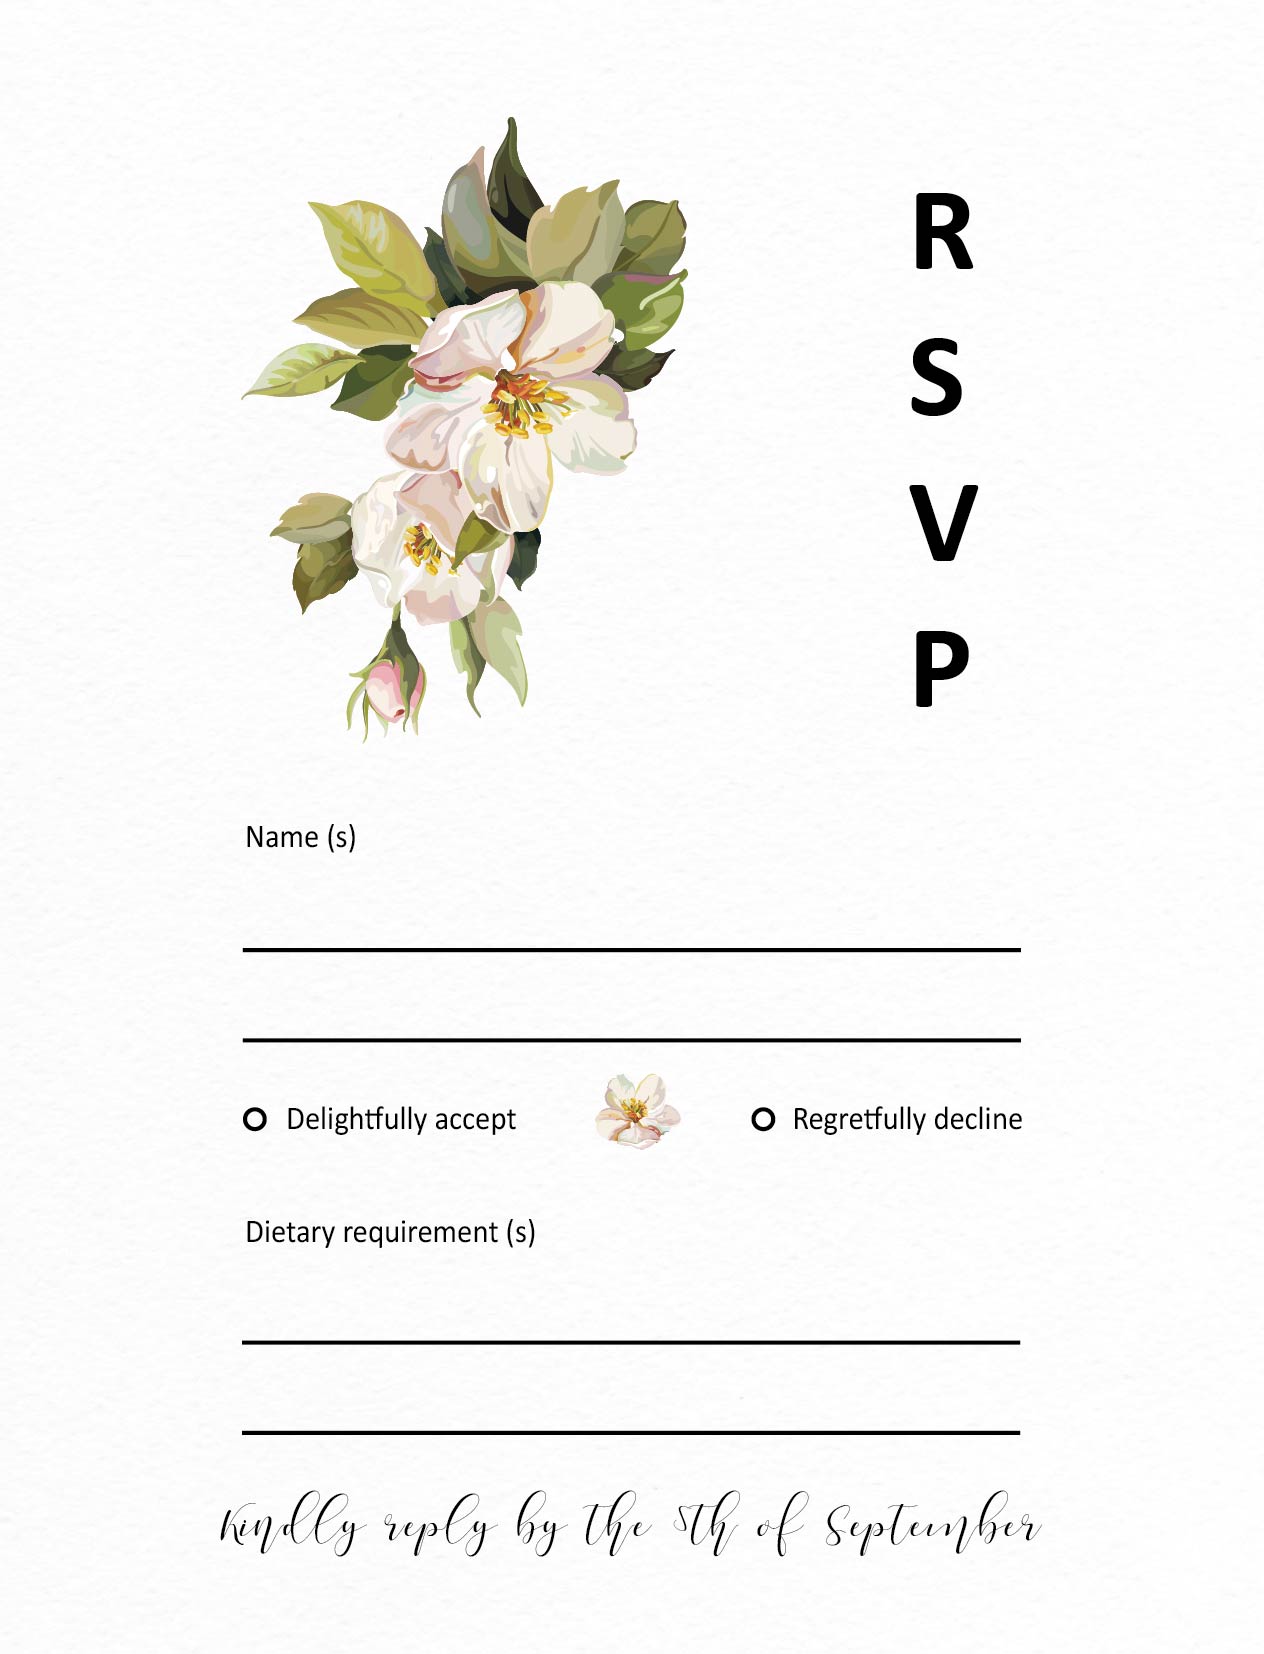 R
S
V
P
Name (s)
Delightfully accept
Regretfully decline
Dietary requirement (s)
Kindly reply by the 5th of September